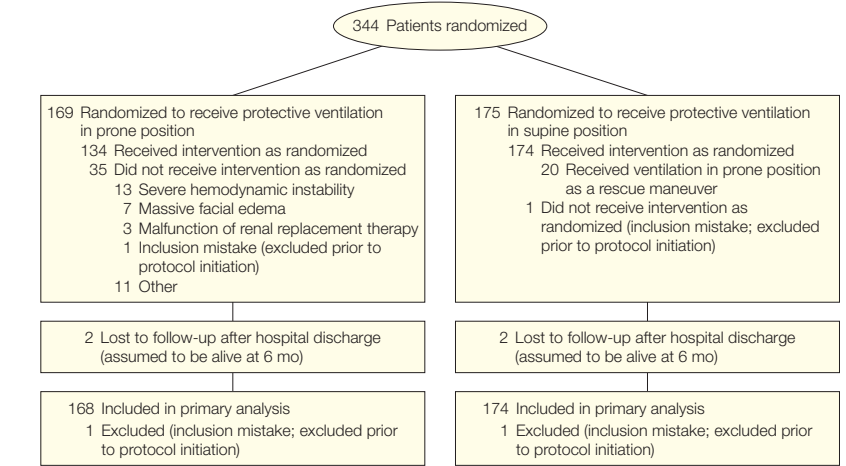 344 Patients randomized
169 Randomized to receive protective ventilation
in prone position
134 Received intervention as randomized
35 Did not receive intervention as randomized
13 Severe hemodynamic instability
7 Massive facial edema
3 Malfunction of renal replacement therapy
1 Inclusion mistake (excluded prior to
protocol initiation)
11 Other
175 Randomized to receive protective ventilation
in supine position
174 Received intervention as randomized
20 Received ventilation in prone position
as a rescue maneuver
1 Did not receive intervention as
randomized (inclusion mistake; excluded
prior to protocol initiation)
2 Lost to follow-up after hospital discharge
(assumed to be alive at 6 mo)
2 Lost to follow-up after hospital discharge
(assumed to be alive at 6 mo)
168 Included in primary analysis
1 Excluded (inclusion mistake; excluded prior
to protocol initiation)
174 Included in primary analysis
1 Excluded (inclusion mistake; excluded prior
to protocol initiation)